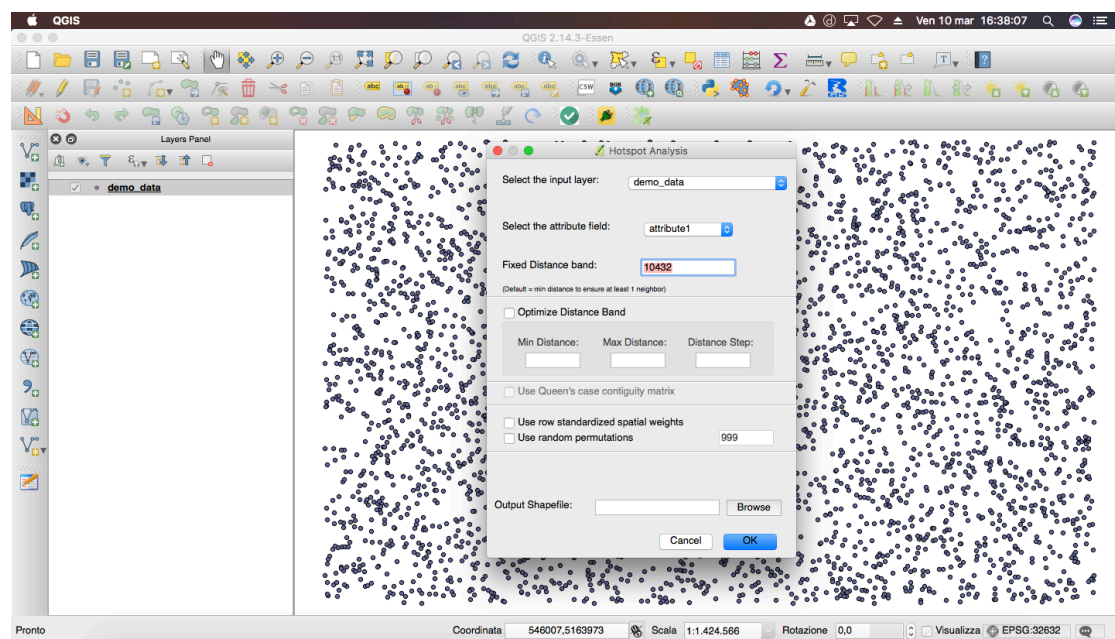 QGIS
Ven 10 mar 16:38:07
QGIS 2.14.3-Essen
Layers Panel
demo_data
Hotspot Analysis
Select the input layer: demo_data
Select the attribute field: attribute1
Fixed Distance band: 10432
(Default = min distance to ensure at least 1 neighbor)
Optimize Distance Band
Min Distance: Max Distance: Distance Step:
Use Queen's case contiguity matrix
Use row standardized spatial weights
Use random permutations 999
Output Shapefile: Browse
Cancel OK
Pronto Coordinata 546007,5163973 Scala 1:1.424.566 Rotazione 0,0 Visualizza EPSG:32632